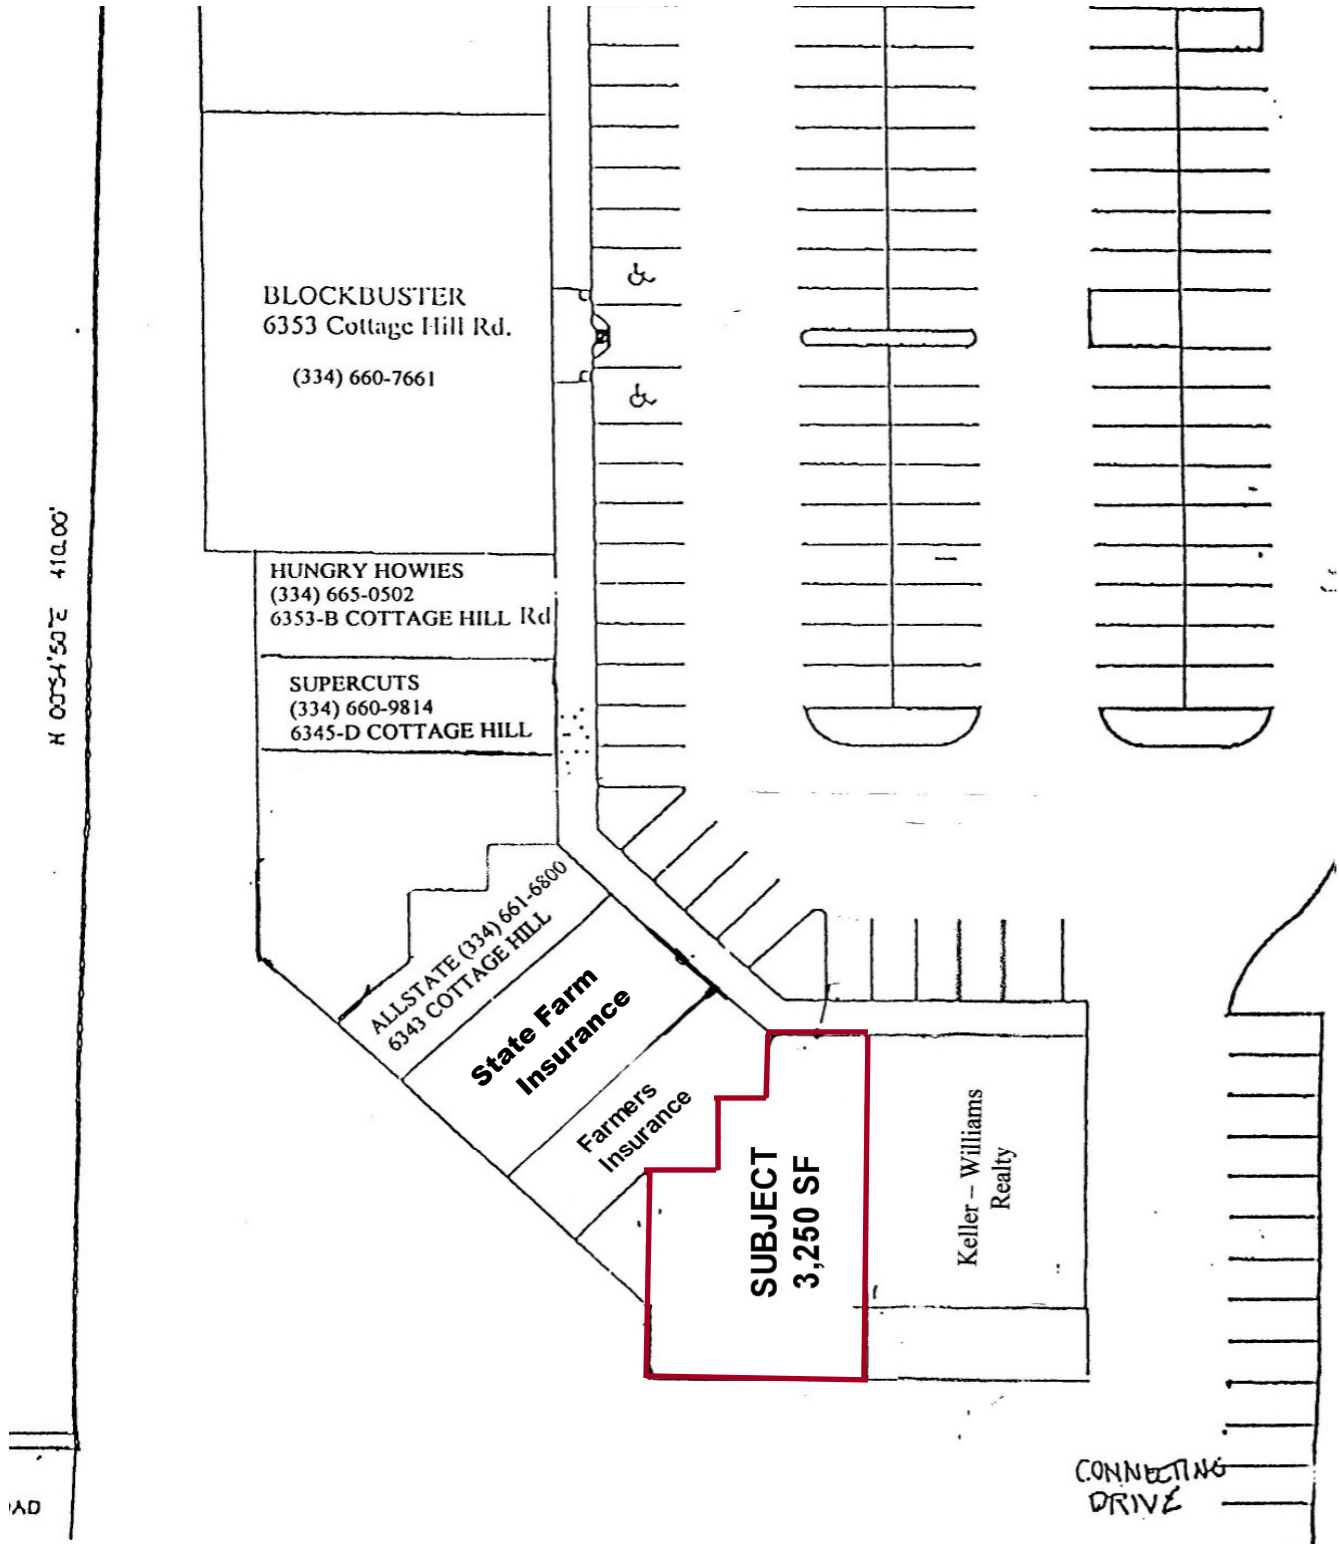 BLOCKBUSTER
6353 Cottage Hill Rd.
(334) 660-7661
HUNGRY HOWIES
(334) 665-0502
6353-B COTTAGE HILL Rd
SUPERCUTS
(334) 660-9814
6345-D COTTAGE HILL
ALLSTATE (334) 661-6800
6343 COTTAGE HILL
State Farm
Insurance
Farmers
Insurance
SUBJECT
3,250 SF
Keller – Williams
Realty
CONNECTING
DRIVE
410.00'